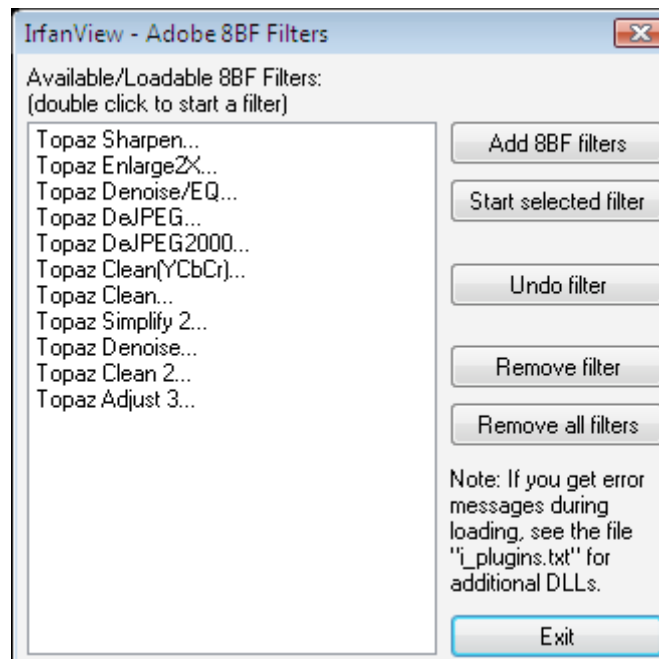 IrfanView - Adobe 8BF Filters
Available/Loadable 8BF Filters:
(double click to start a filter)
Topaz Sharpen...
Topaz Enlarge2X...
Topaz Denoise/EQ...
Topaz DeJPEG...
Topaz DeJPEG2000...
Topaz Clean(YCbCr)...
Topaz Clean...
Topaz Simplify 2...
Topaz Denoise...
Topaz Clean 2...
Topaz Adjust 3...
Add 8BF filters
Start selected filter
Undo filter
Remove filter
Remove all filters
Note: If you get error
messages during
loading, see the file
"i_plugins.txt" for
additional DLLs.
Exit